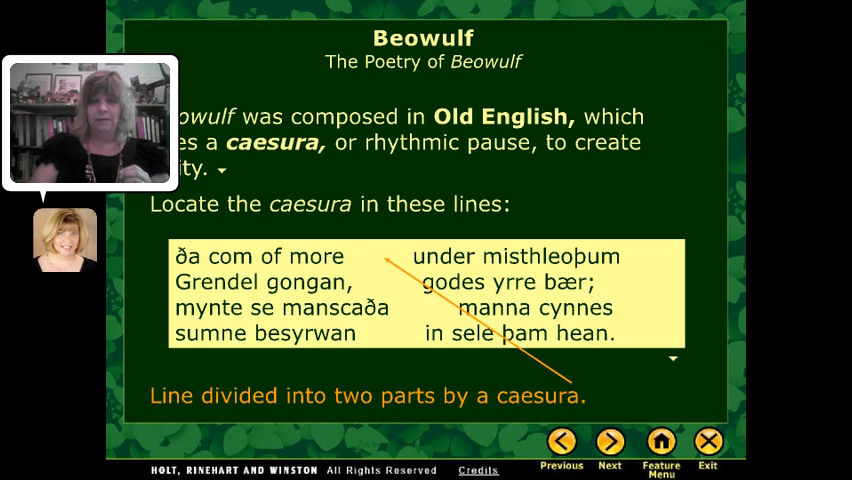 Beowulf
The Poetry of Beowulf
owulf was composed in Old English, which
es a caesura, or rhythmic pause, to create
ity.
Locate the caesura in these lines:
ða com of more under misthleoþum
Grendel gongan, godes yrre bær;
mynte se manscaða manna cynnes
sumne besyrwan in sele þam hean.
Line divided into two parts by a caesura.
Previous Next Feature Menu Exit
HOLT, RINEHART AND WINSTON All Rights Reserved Credits